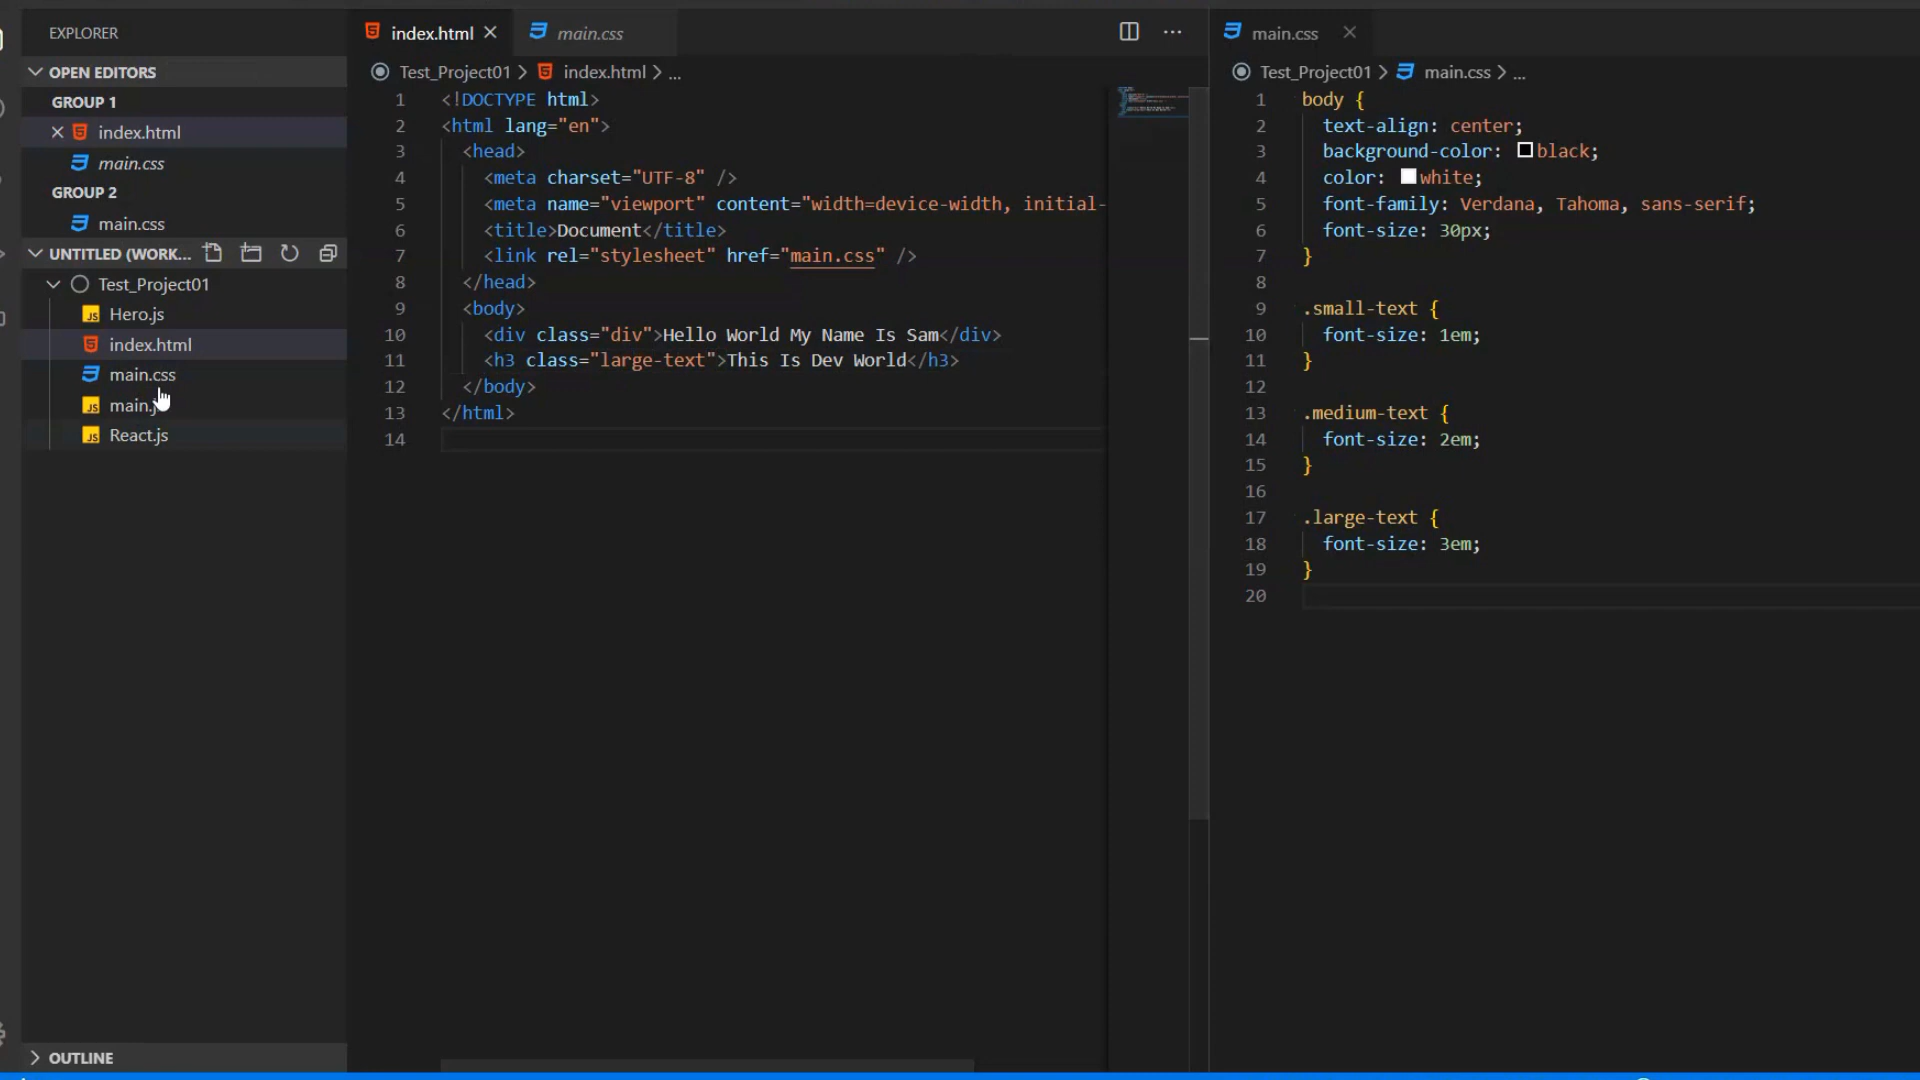 EXPLORER
OPEN EDITORS
GROUP 1
index.html
main.css
GROUP 2
main.css
UNTITLED (WORK...
Test_Project01
Hero.js
index.html
main.css
React.js
OUTLINE
index.html
main.css
Test_Project01 > index.html > ...
1 <!DOCTYPE html>
2 <html lang="en">
3 <head>
4 <meta charset="UTF-8" />
5 <meta name="viewport" content="width=device-width, initial-
6 <title>Document</title>
7 <link rel="stylesheet" href="main.css" />
8 </head>
9 <body>
10 <div class="div">Hello World My Name Is Sam</div>
11 <h3 class="large-text">This Is Dev World</h3>
12 </body>
13 </html>
14
main.css
Test_Project01 > main.css > ...
1 body {
2 text-align: center;
3 background-color: black;
4 color: white;
5 font-family: Verdana, Tahoma, sans-serif;
6 font-size: 30px;
7 }
8
9 .small-text {
10 font-size: 1em;
11 }
12
13 .medium-text {
14 font-size: 2em;
15 }
16
17 .large-text {
18 font-size: 3em;
19 }
20